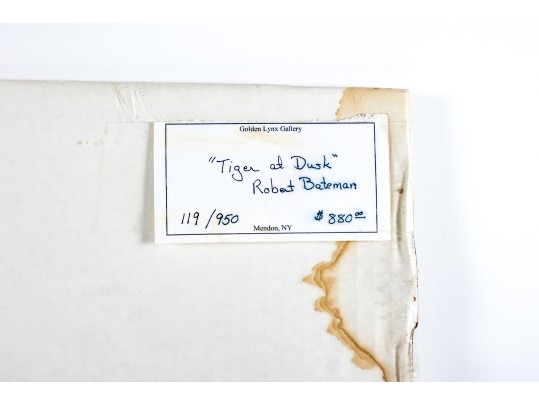 Golden Lynx Gallery
"Tiger at Dusk"
Robert Bateman
119/950 $880.00
Mendon, NY